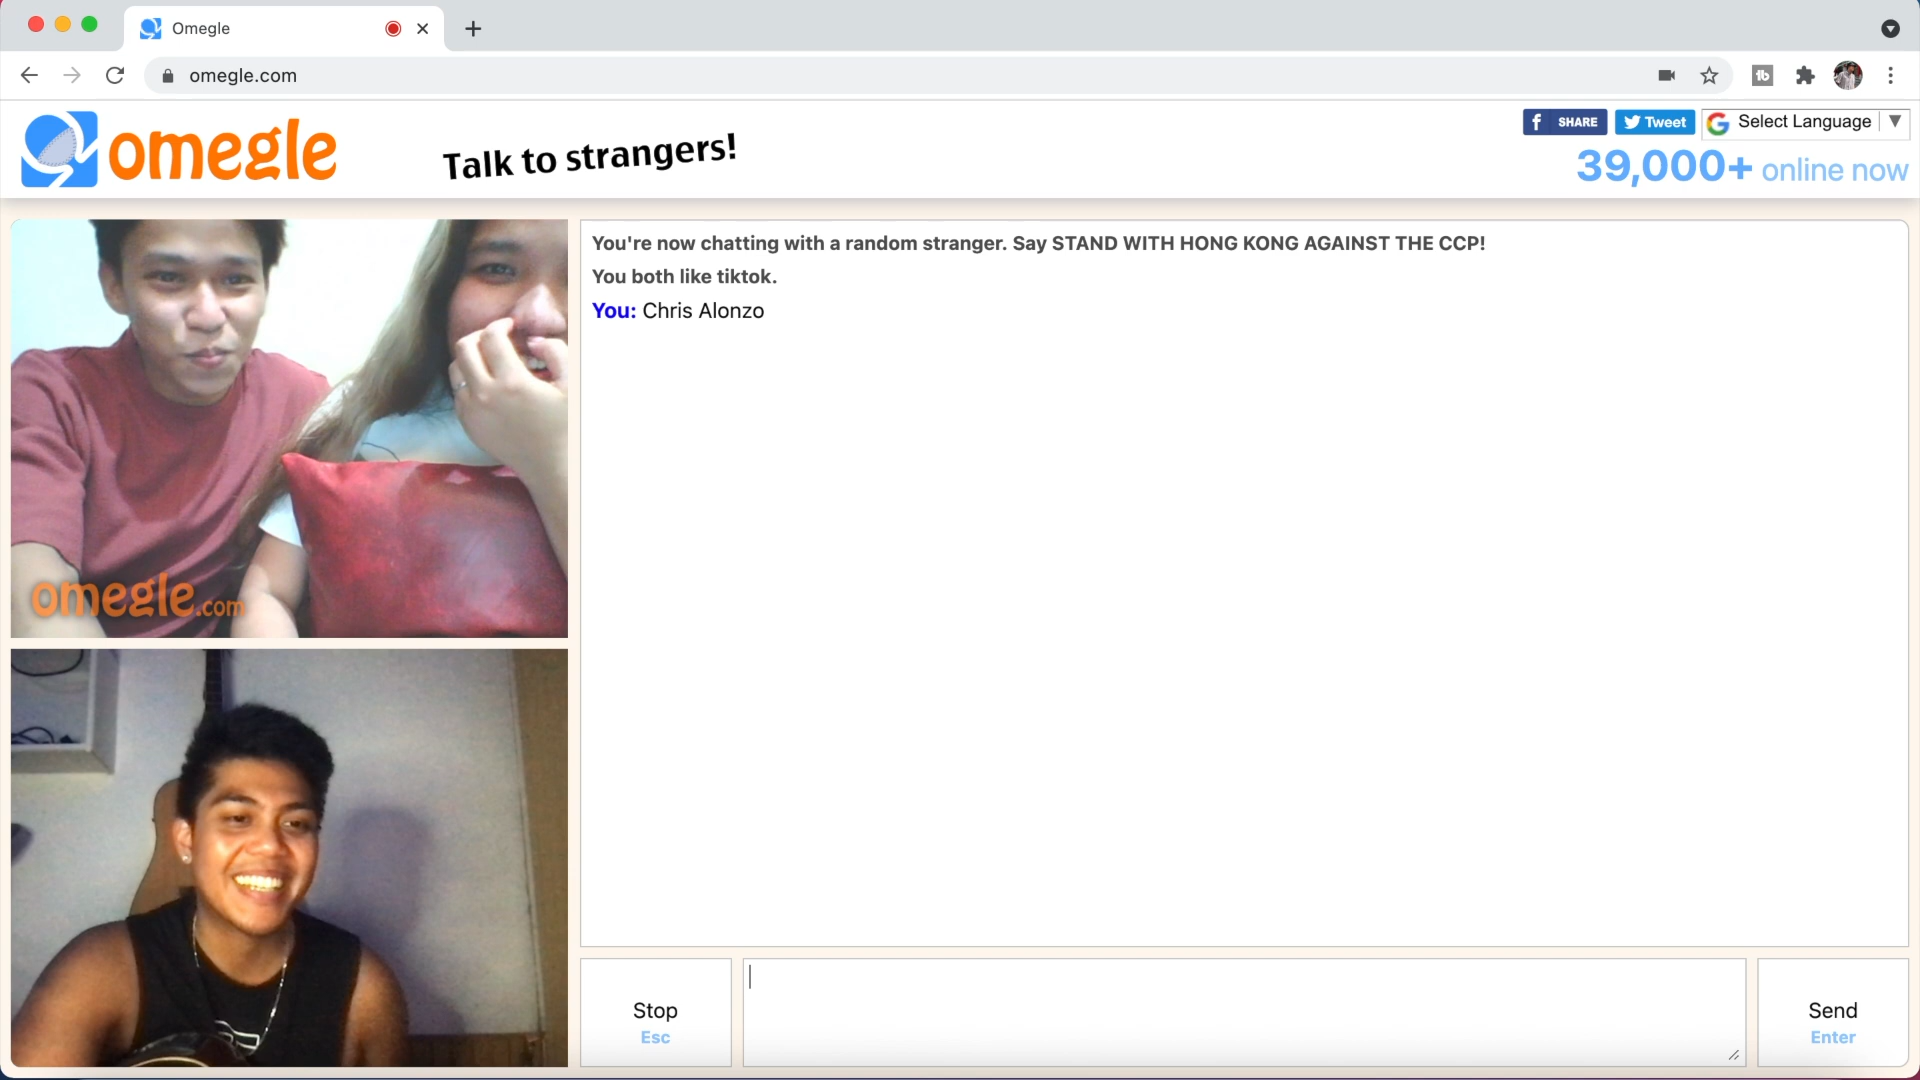 Omegle
omegle.com
omegle
Talk to strangers!
SHARE
Tweet
Select Language
39,000+ online now
You're now chatting with a random stranger. Say STAND WITH HONG KONG AGAINST THE CCP!
You both like tiktok.
You: Chris Alonzo
omegle.com
Stop
Esc
Send
Enter